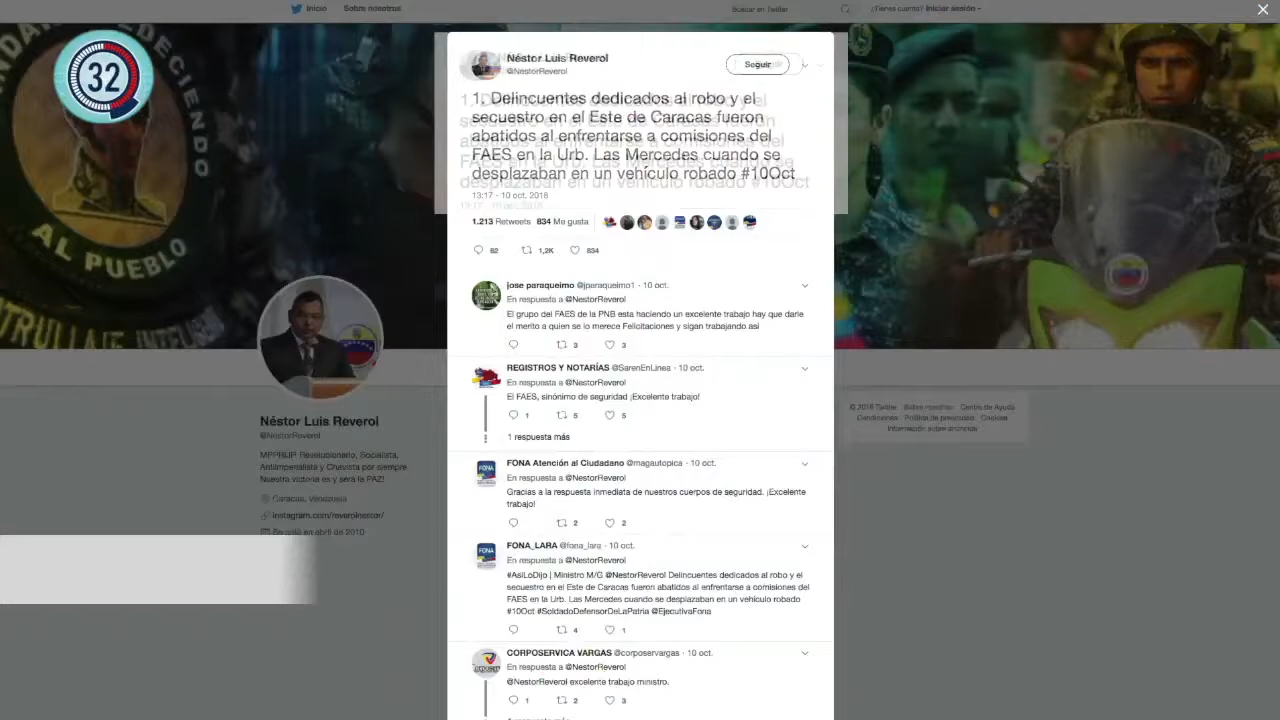 Inicio Sobre nosotros Buscar en Twitter ¿Tienes cuenta? Iniciar sesión
32
DECENDO
AL PUEBLO
Néstor Luis Reverol
@NestorReverol
Seguir
1. Delincuentes dedicados al robo y el
secuestro en el Este de Caracas fueron
abatidos al enfrentarse a comisiones del
FAES en la Urb. Las Mercedes cuando se
desplazaban en un vehículo robado #10Oct
13:17 - 10 oct. 2018
1.213 Retweets 834 Me gusta
82 1,2K 834
jose paraqueimo @jparaqueimo1 · 10 oct.
En respuesta a @NestorReverol
El grupo del FAES de la PNB esta haciendo un excelente trabajo hay que darle
el merito a quien se lo merece Felicitaciones y sigan trabajando asi
3 3
REGISTROS Y NOTARÍAS @SarenEnLinea · 10 oct.
En respuesta a @NestorReverol
El FAES, sinónimo de seguridad ¡Excelente trabajo!
1 5 5
1 respuesta más
FONA Atención al Ciudadano @magautopica · 10 oct.
En respuesta a @NestorReverol
Gracias a la respuesta inmediata de nuestros cuerpos de seguridad. ¡Excelente
trabajo!
2 2
FONA_LARA @fona_lara · 10 oct.
En respuesta a @NestorReverol
#AsiLoDijo | Ministro M/G @NestorReverol Delincuentes dedicados al robo y el
secuestro en el Este de Caracas fueron abatidos al enfrentarse a comisiones del
FAES en la Urb. Las Mercedes cuando se desplazaban en un vehículo robado
#10Oct #SoldadoDefensorDeLaPatria @EjecutivaFona
4 1
CORPOSERVICA VARGAS @corposervargas · 10 oct.
En respuesta a @NestorReverol
@NestorReverol excelente trabajo ministro.
1 2 3
Néstor Luis Reverol
@NestorReverol
MPPRIJP. Revolucionario, Socialista,
Antiimperialista y Chavista por siempre
Nuestra victoria es y será la PAZ!
Caracas, Venezuela
instagram.com/reverolnestor/
Se unió en abril de 2010
© 2018 Twitter Sobre nosotros Centro de Ayuda
Condiciones Política de privacidad Cookies
Información sobre anuncios